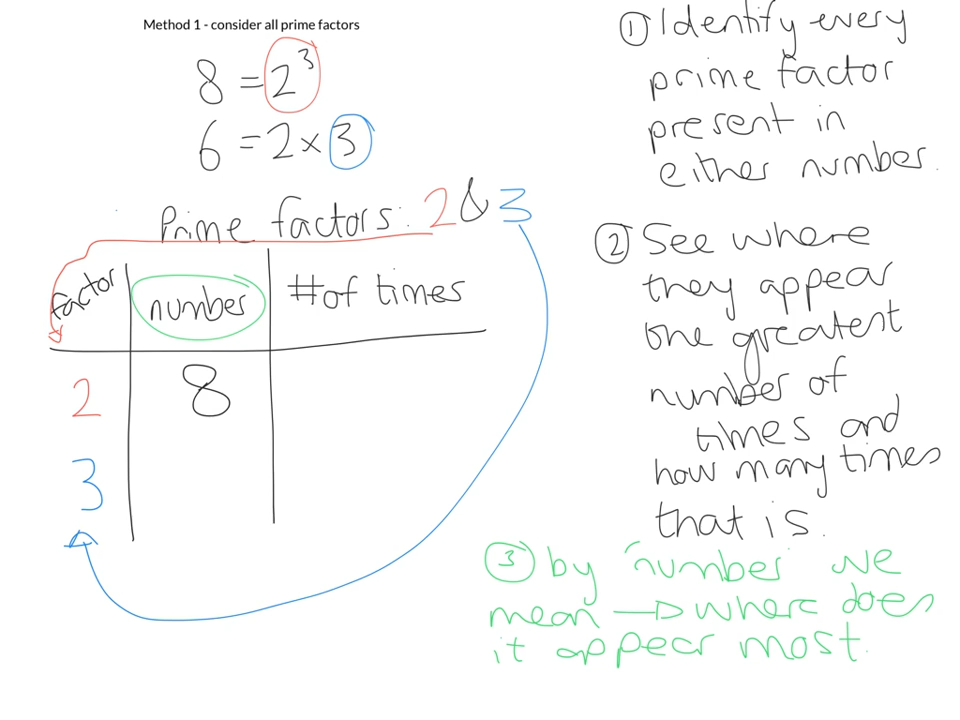 Method 1 - consider all prime factors
8 = 2³
6 = 2 × 3
Prime factors: 2 & 3
factor number # of times
2 8
3
① Identify every
prime factor
present in
either number.
② See where
they appear
the greatest
number of
times and
how many times
that is.
③ by 'number' we
mean → where does
it appear most.